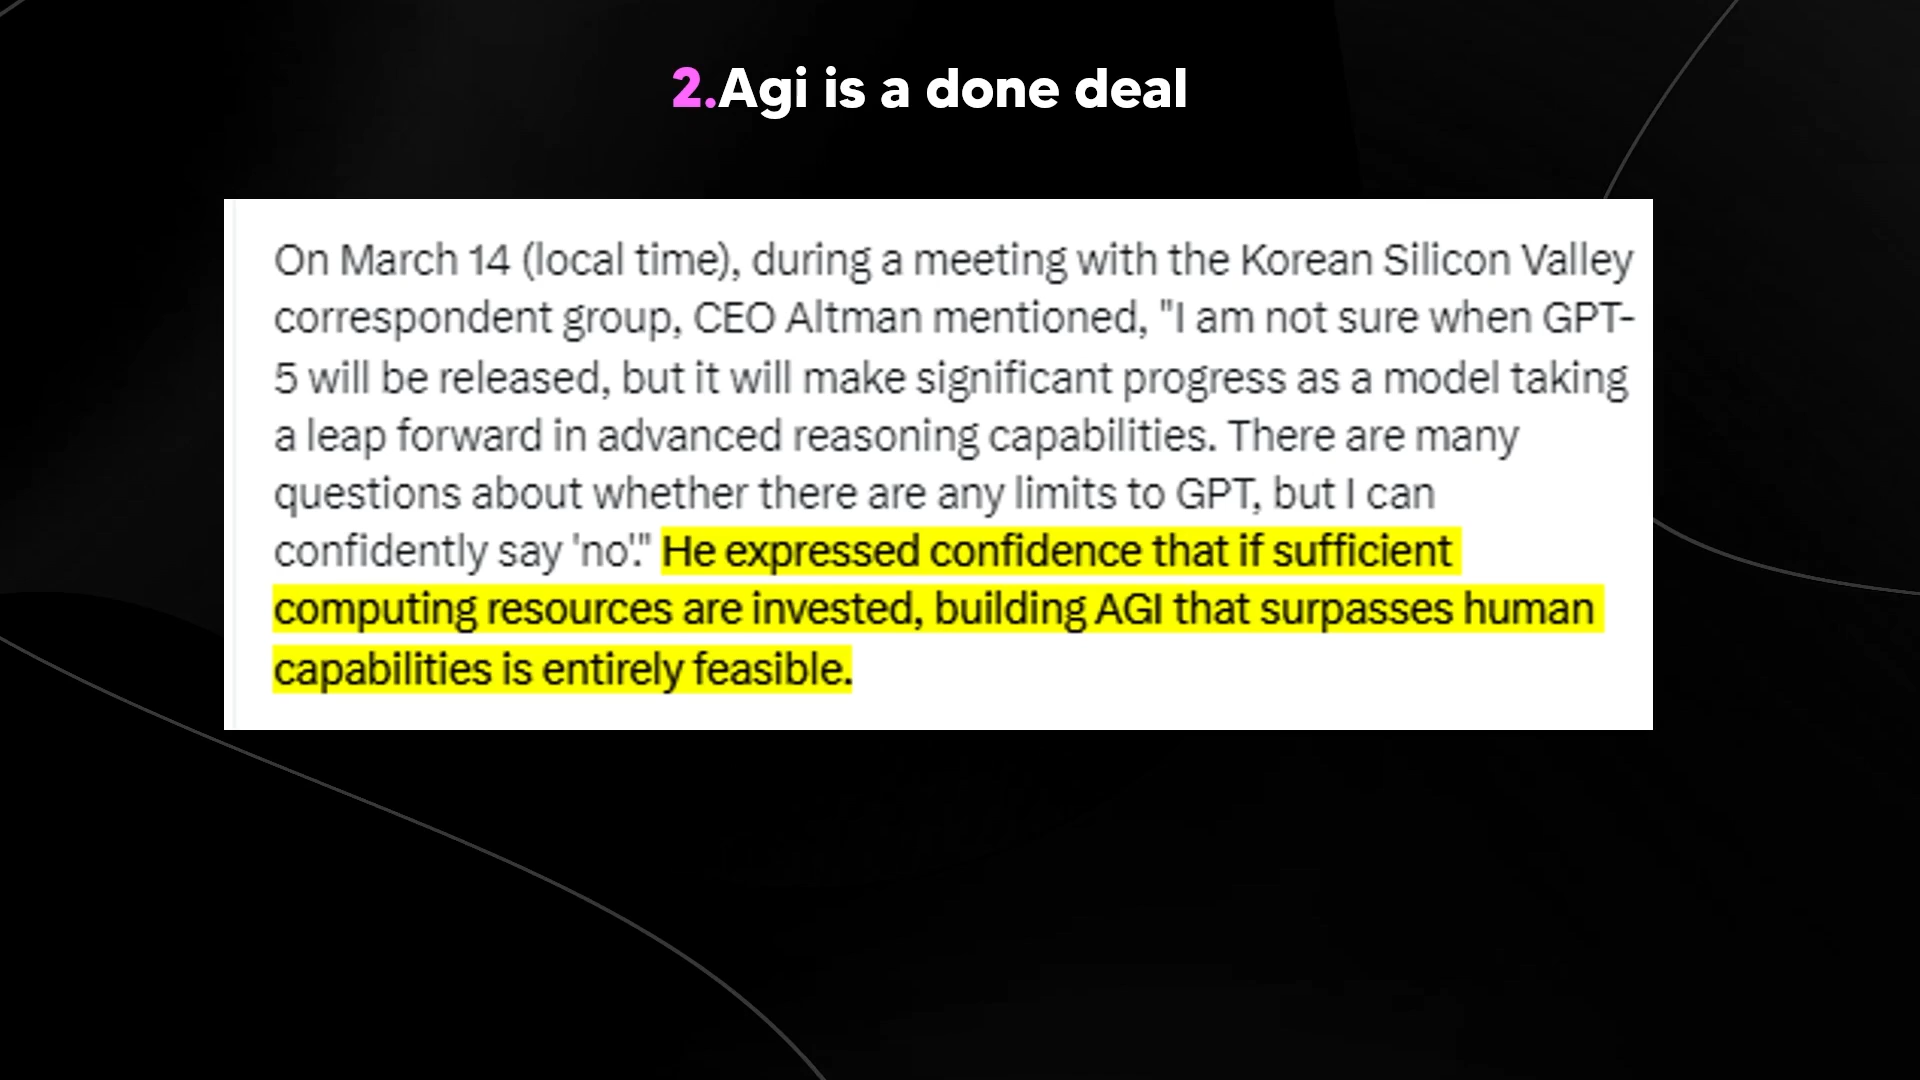 2.Agi is a done deal
On March 14 (local time), during a meeting with the Korean Silicon Valley
correspondent group, CEO Altman mentioned, "I am not sure when GPT-
5 will be released, but it will make significant progress as a model taking
a leap forward in advanced reasoning capabilities. There are many
questions about whether there are any limits to GPT, but I can
confidently say 'no'." He expressed confidence that if sufficient
computing resources are invested, building AGI that surpasses human
capabilities is entirely feasible.